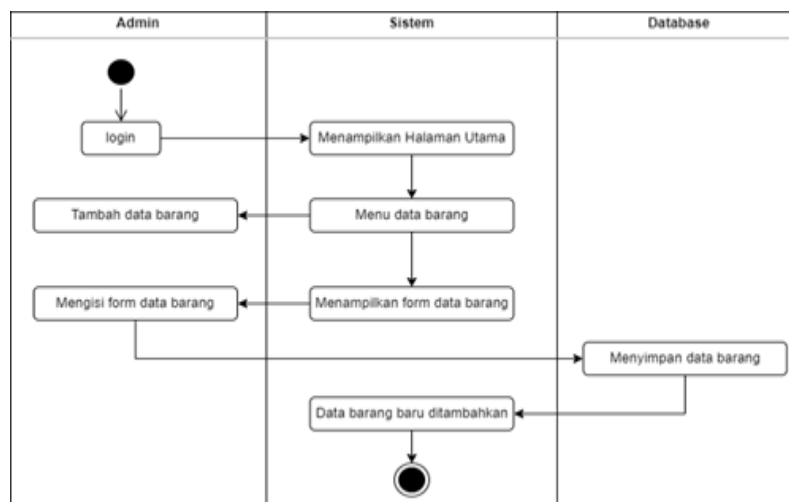 Admin
Sistem
Database
login
Menampilkan Halaman Utama
Tambah data barang
Menu data barang
Mengisi form data barang
Menampilkan form data barang
Menyimpan data barang
Data barang baru ditambahkan